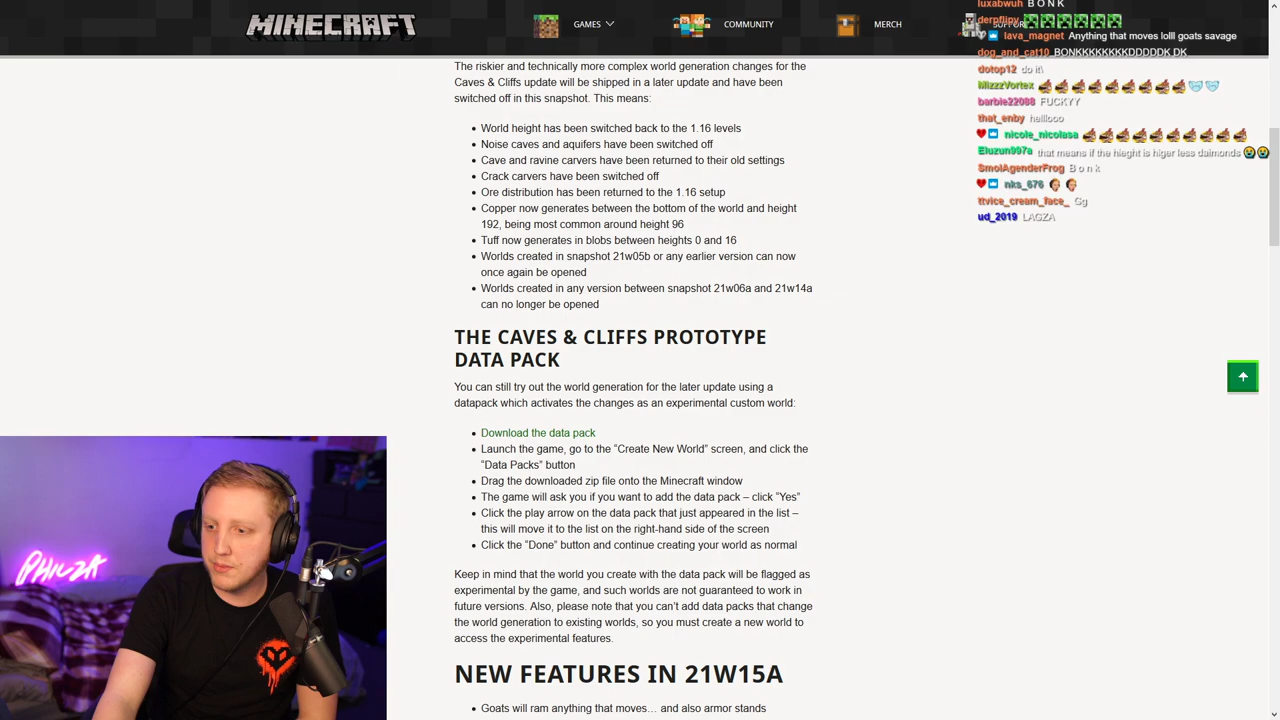 MINECRAFT
GAMES
COMMUNITY
MERCH
The riskier and technically more complex world generation changes for the
Caves & Cliffs update will be shipped in a later update and have been
switched off in this snapshot. This means:
World height has been switched back to the 1.16 levels
Noise caves and aquifers have been switched off
Cave and ravine carvers have been returned to their old settings
Crack carvers have been switched off
Ore distribution has been returned to the 1.16 setup
Copper now generates between the bottom of the world and height
192, being most common around height 96
Tuff now generates in blobs between heights 0 and 16
Worlds created in snapshot 21w05b or any earlier version can now
once again be opened
Worlds created in any version between snapshot 21w06a and 21w14a
can no longer be opened
THE CAVES & CLIFFS PROTOTYPE
DATA PACK
You can still try out the world generation for the later update using a
datapack which activates the changes as an experimental custom world:
Download the data pack
Launch the game, go to the “Create New World” screen, and click the
“Data Packs” button
Drag the downloaded zip file onto the Minecraft window
The game will ask you if you want to add the data pack – click “Yes”
Click the play arrow on the data pack that just appeared in the list –
this will move it to the list on the right-hand side of the screen
Click the “Done” button and continue creating your world as normal
Keep in mind that the world you create with the data pack will be flagged as
experimental by the game, and such worlds are not guaranteed to work in
future versions. Also, please note that you can’t add data packs that change
the world generation to existing worlds, so you must create a new world to
access the experimental features.
NEW FEATURES IN 21W15A
Goats will ram anything that moves… and also armor stands
luxabwuh B O N K
derpflipy
lava_magnet Anything that moves lolll goats savage
dog_and_cat10 BONKKKKKKKDDDDDK DK
dotop12 do it\
MizzzVortex
barbie22088 FUCKYY
that_enby helllooo
nicole_nicolasa
Eluzun997a that means if the hieght is higer less daimonds
SmolAgenderFrog B o n k
nks_676
ttvice_cream_face_ Gg
ud_2019 LAGZA
PHILZA